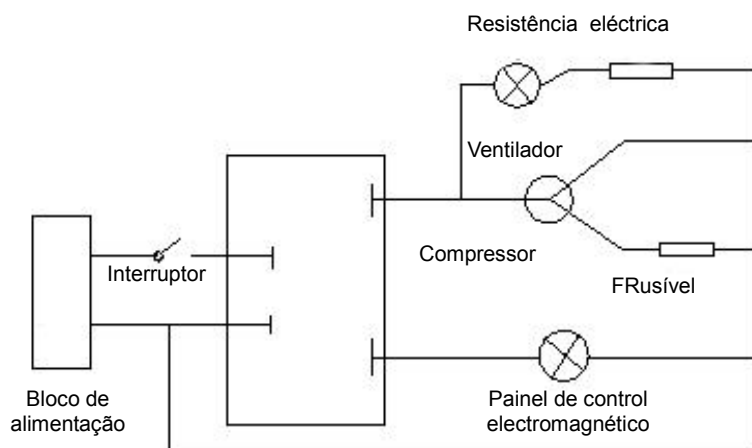 Resistência eléctrica
Ventilador
Interruptor
Compressor
FRusível
Bloco de
alimentação
Painel de control
electromagnético